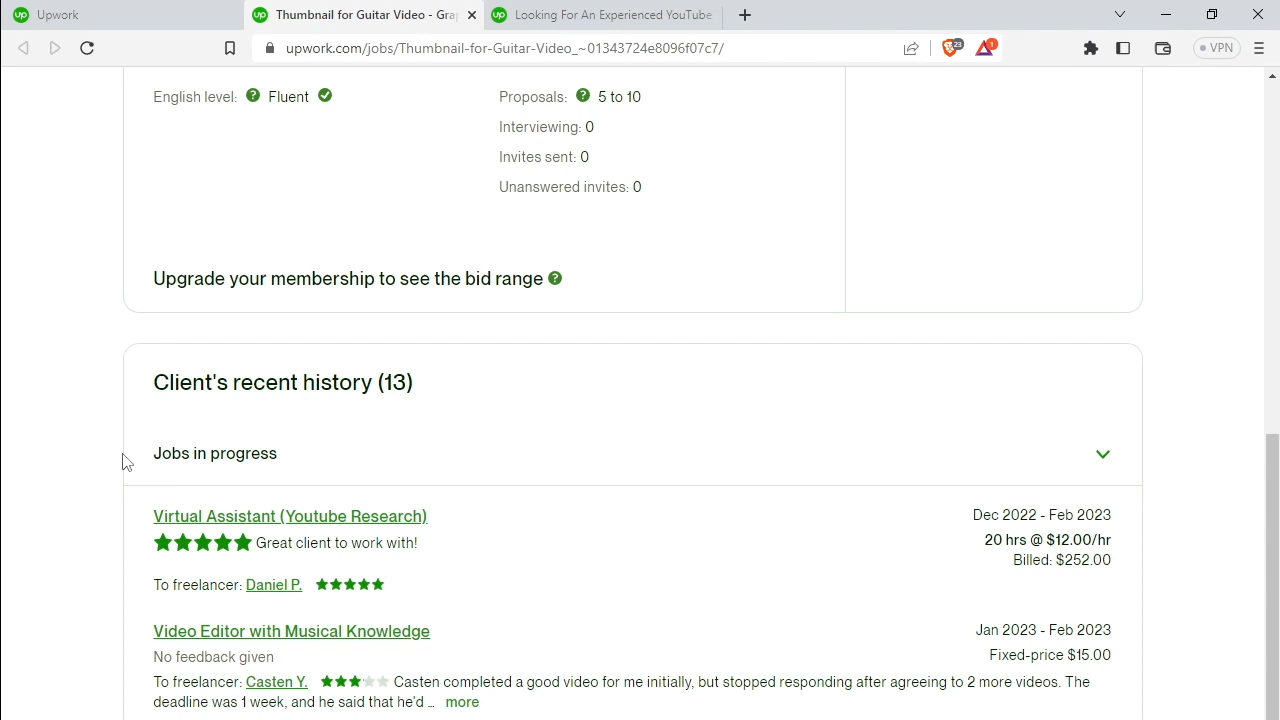 Upwork
Thumbnail for Guitar Video - Gra
Looking For An Experienced YouTube
upwork.com/jobs/Thumbnail-for-Guitar-Video_~01343724e8096f07c7/
23
1
VPN
English level: Fluent
Proposals: 5 to 10
Interviewing: 0
Invites sent: 0
Unanswered invites: 0
Upgrade your membership to see the bid range
Client's recent history (13)
Jobs in progress
Virtual Assistant (Youtube Research)
Dec 2022 - Feb 2023
Great client to work with!
20 hrs @ $12.00/hr
Billed: $252.00
To freelancer: Daniel P.
Video Editor with Musical Knowledge
Jan 2023 - Feb 2023
No feedback given
Fixed-price $15.00
To freelancer: Casten Y. Casten completed a good video for me initially, but stopped responding after agreeing to 2 more videos. The
deadline was 1 week, and he said that he'd … more